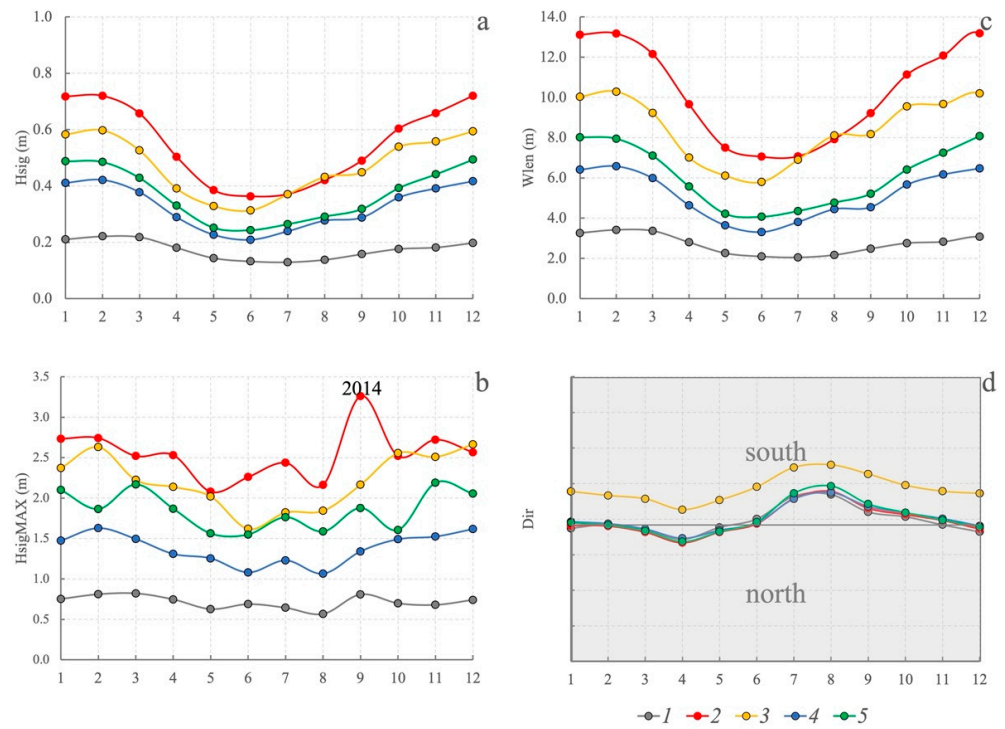 a
1.0
0.8
0.6
0.4
0.2
0.0
Hsig (m)
1 2 3 4 5 6 7 8 9 10 11 12
c
14.0
12.0
10.0
8.0
6.0
4.0
2.0
0.0
Wlen (m)
1 2 3 4 5 6 7 8 9 10 11 12
b
3.5
3.0
2.5
2.0
1.5
1.0
0.5
0.0
HsigMAX (m)
2014
1 2 3 4 5 6 7 8 9 10 11 12
d
Dir
south
north
1 2 3 4 5 6 7 8 9 10 11 12
1 2 3 4 5